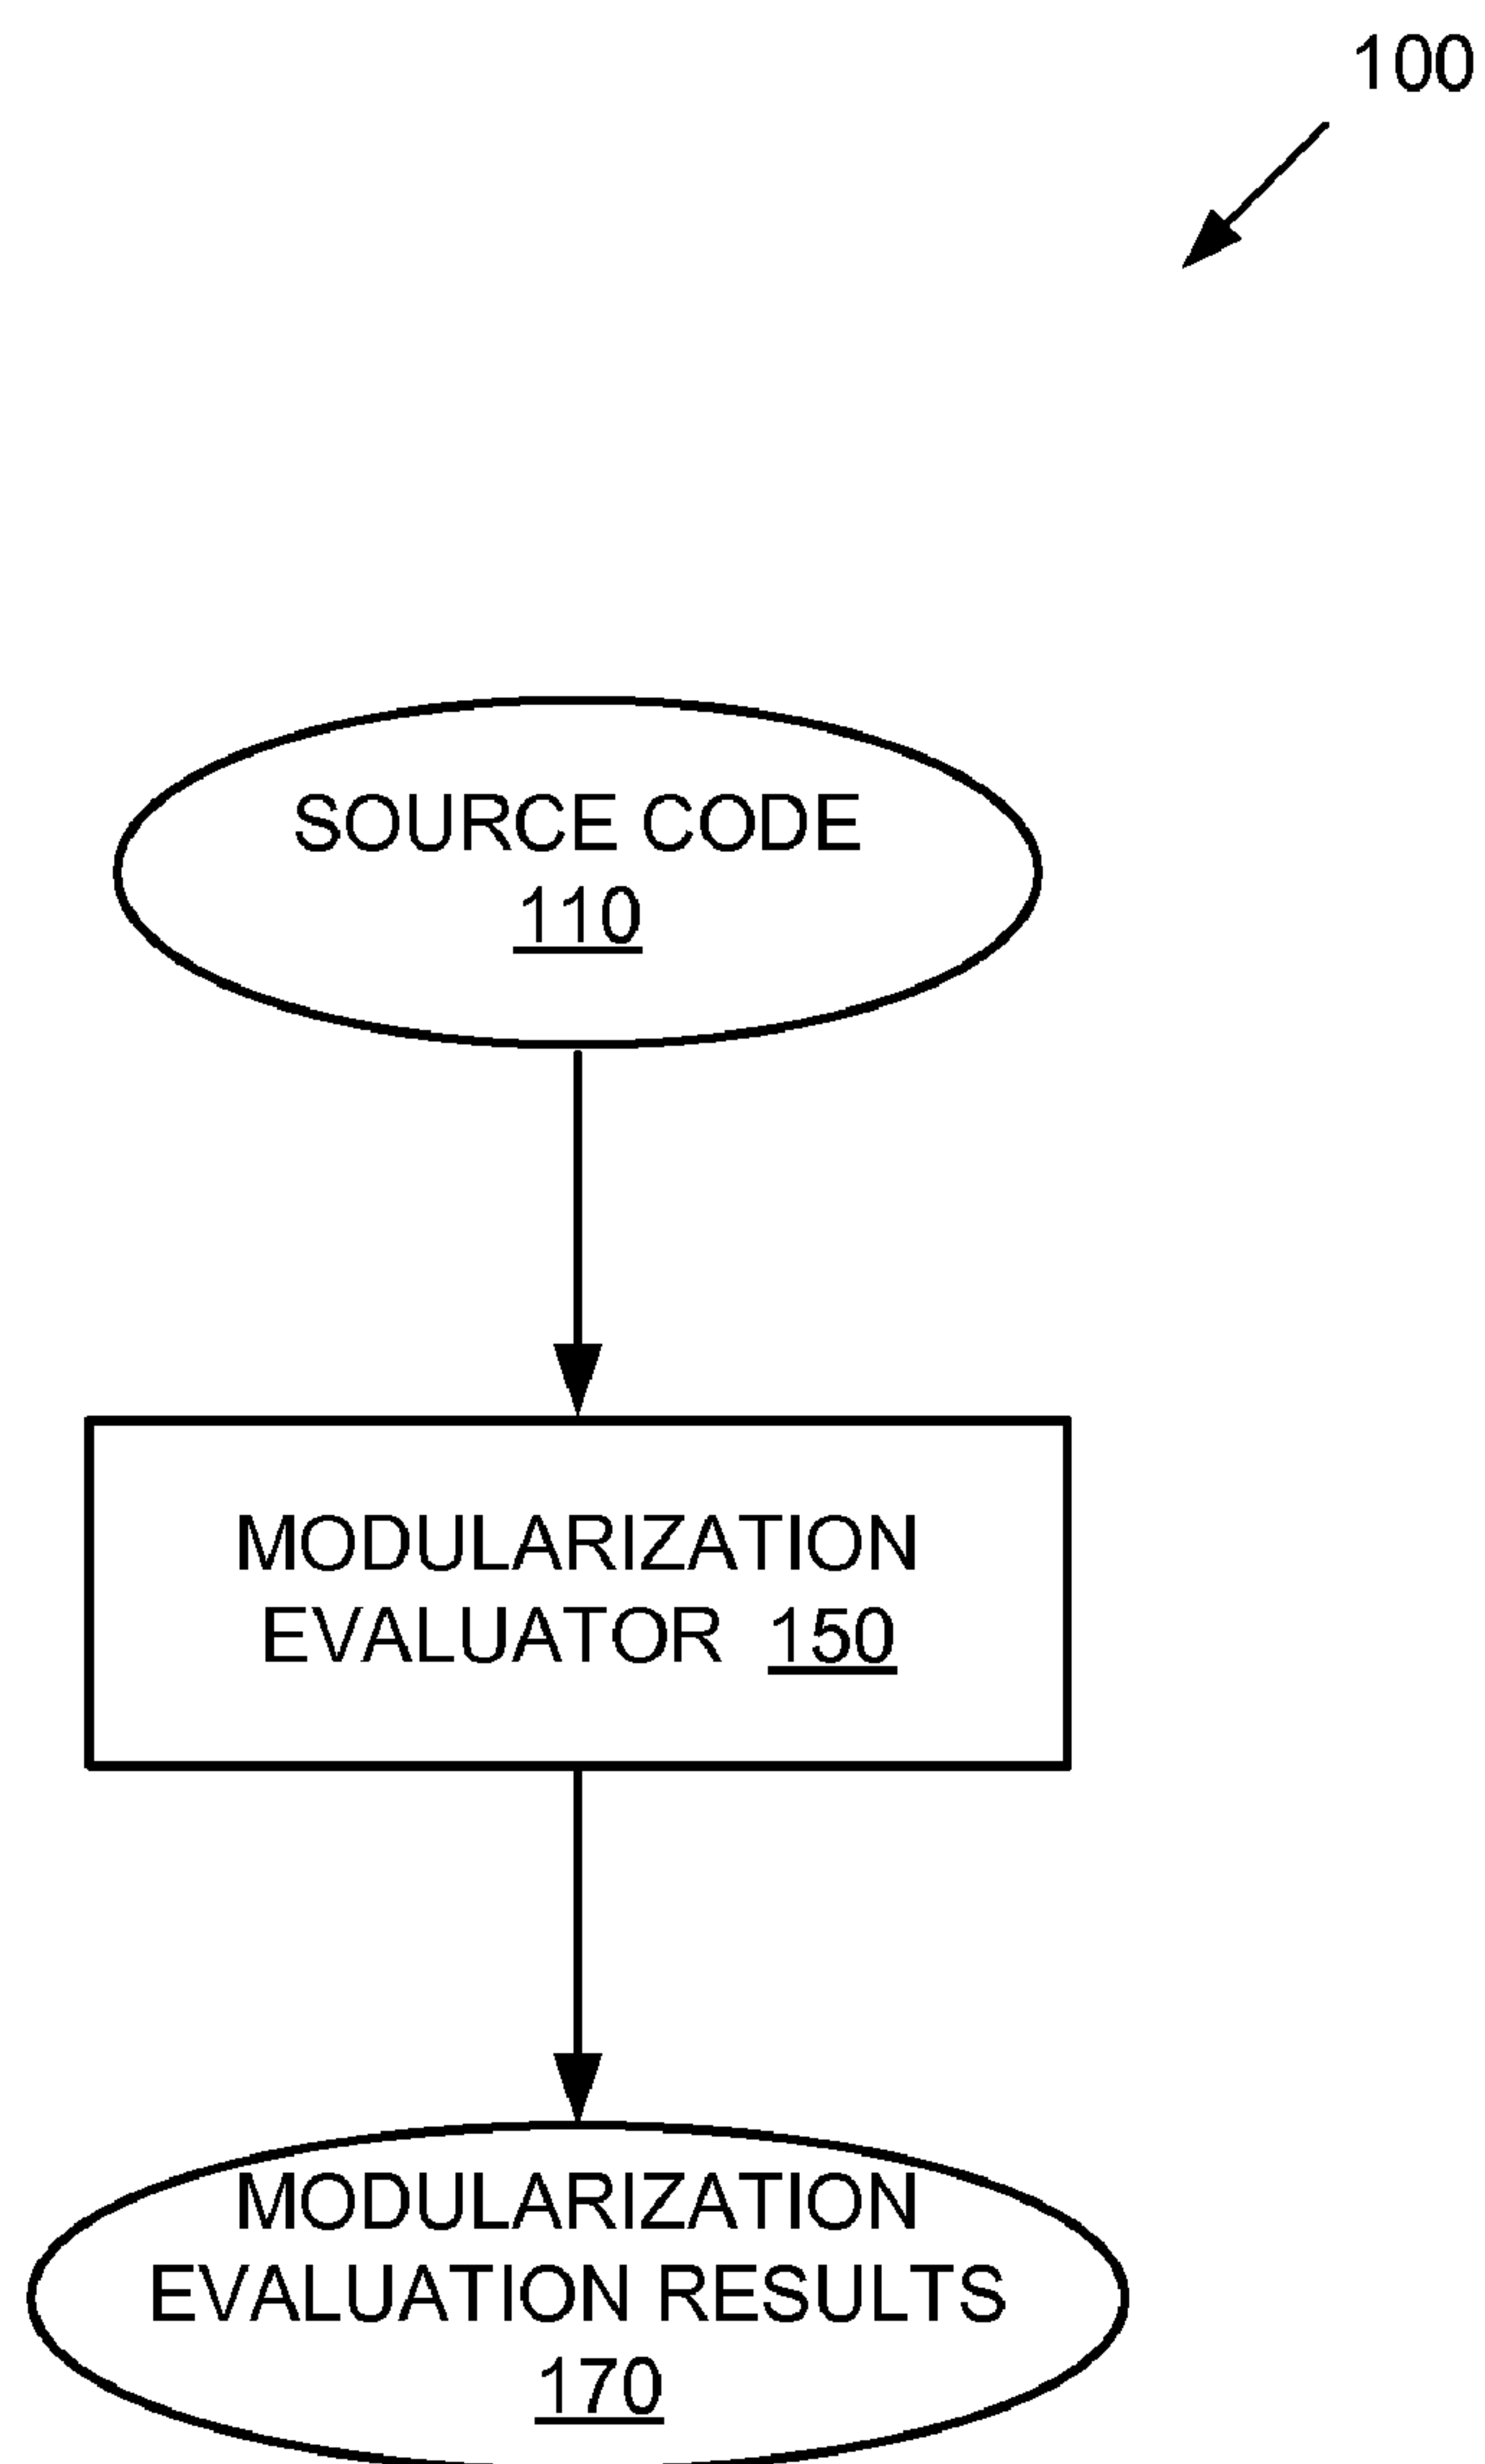 100
SOURCE CODE
110
MODULARIZATION
EVALUATOR 150
MODULARIZATION
EVALUATION RESULTS
170